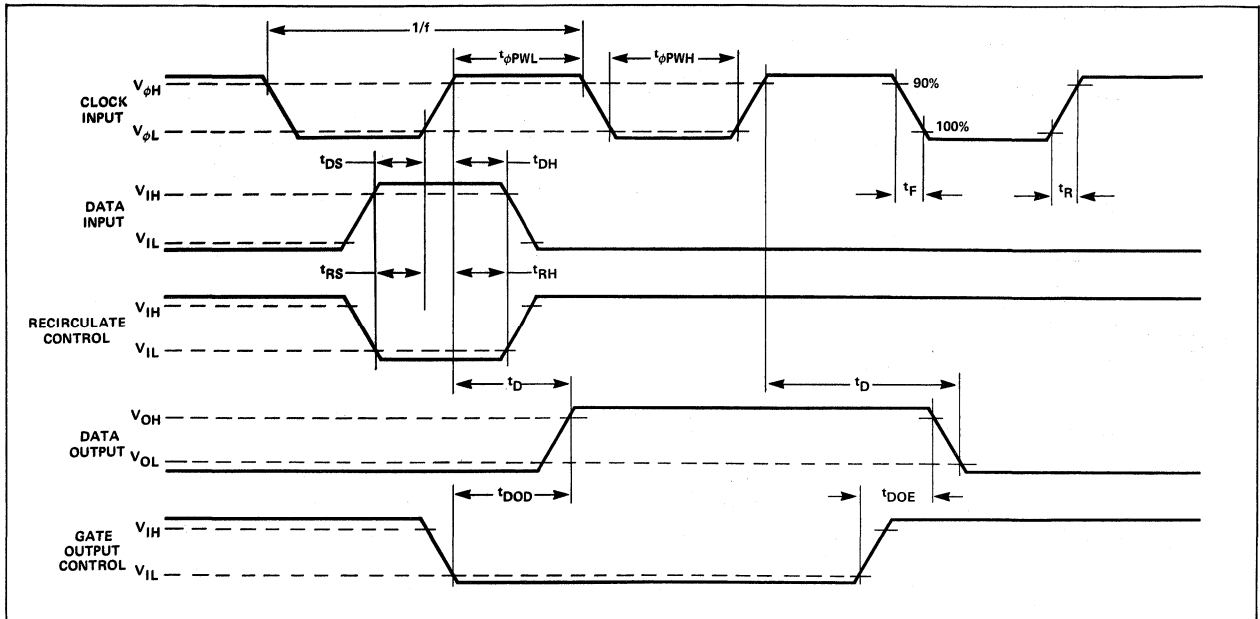 1/f
tφPWL
tφPWH
VφH
CLOCK
INPUT
VφL
90%
100%
tDS
tDH
tF
tR
VIH
DATA
INPUT
VIL
tRS
tRH
VIH
RECIRCULATE
CONTROL
VIL
tD
tD
VOH
DATA
OUTPUT
VOL
tDOD
tDOE
VIH
GATE
OUTPUT
CONTROL
VIL